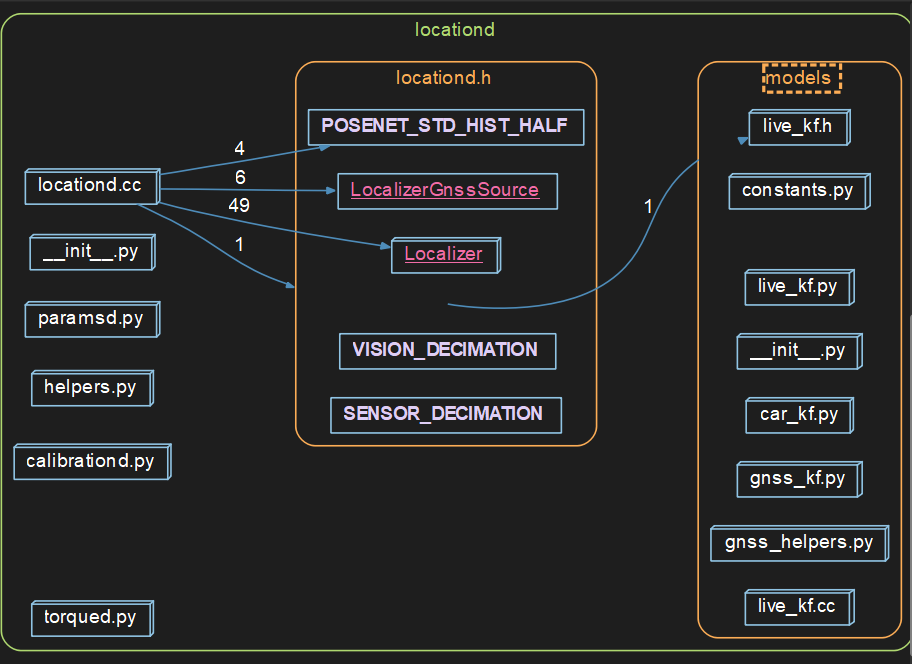 locationd
locationd.h
models
POSENET_STD_HIST_HALF
live_kf.h
4
locationd.cc
6
LocalizerGnssSource
constants.py
49
1
1
__init__.py
Localizer
live_kf.py
paramsd.py
VISION_DECIMATION
__init__.py
helpers.py
SENSOR_DECIMATION
car_kf.py
calibrationd.py
gnss_kf.py
gnss_helpers.py
torqued.py
live_kf.cc